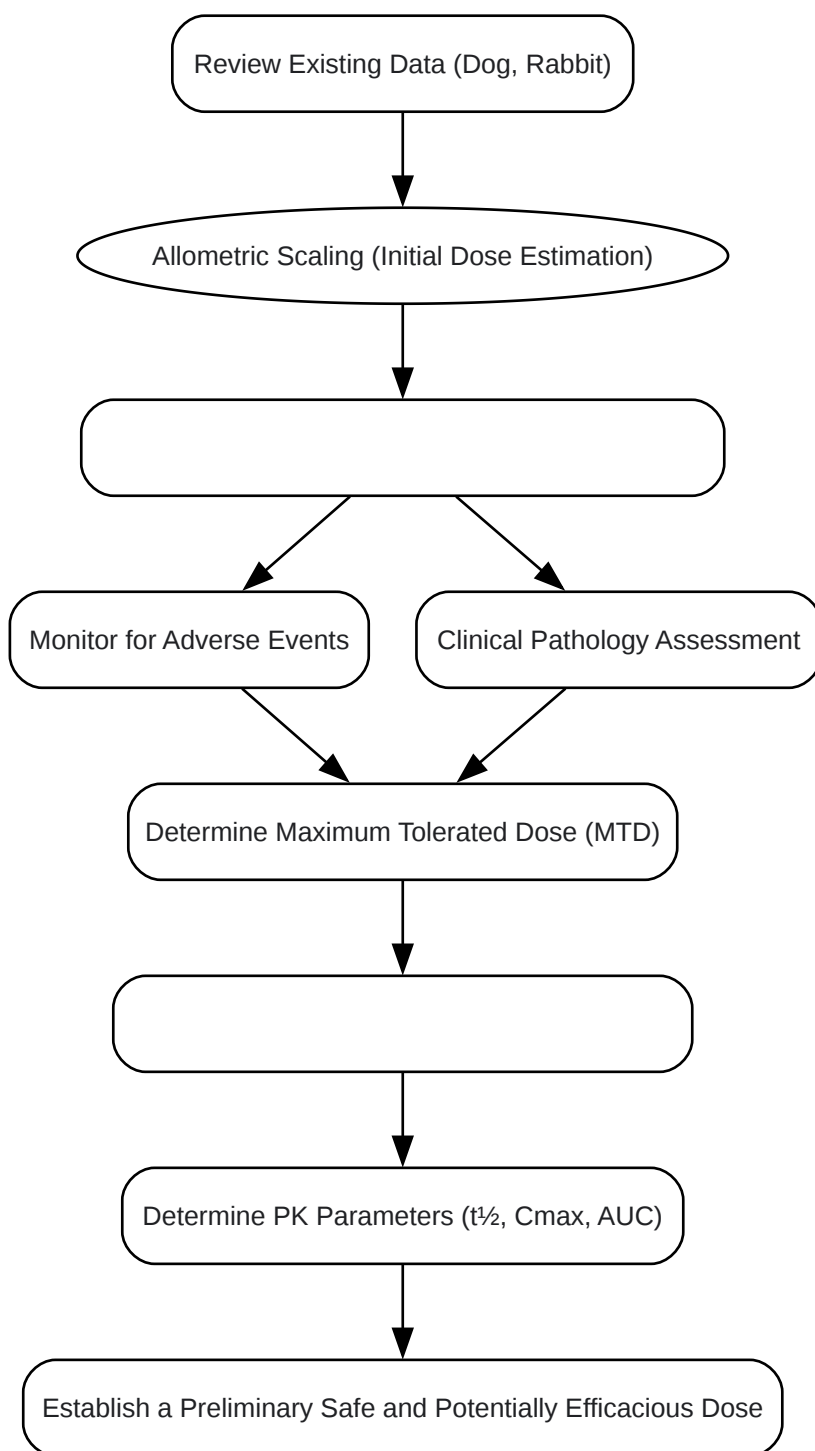 Review Existing Data (Dog, Rabbit)
Allometric Scaling (Initial Dose Estimation)
Monitor for Adverse Events
Clinical Pathology Assessment
Determine Maximum Tolerated Dose (MTD)
Determine PK Parameters (t½, Cmax, AUC)
Establish a Preliminary Safe and Potentially Efficacious Dose